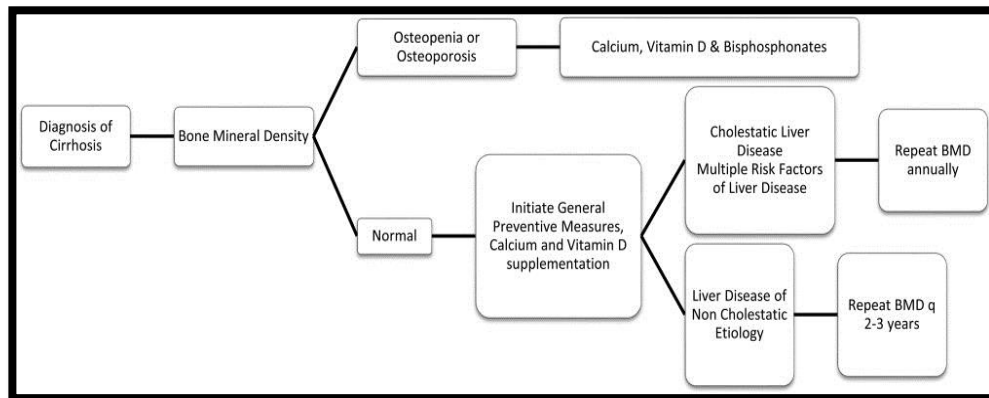 Osteopenia or
Osteoporosis
Calcium, Vitamin D & Bisphosphonates
Diagnosis of
Cirrhosis
Bone Mineral Density
Normal
Initiate General
Preventive Measures,
Calcium and Vitamin D
supplementation
Cholestatic Liver
Disease
Multiple Risk Factors
of Liver Disease
Repeat BMD
annually
Liver Disease of
Non Cholestatic
Etiology
Repeat BMD q
2-3 years